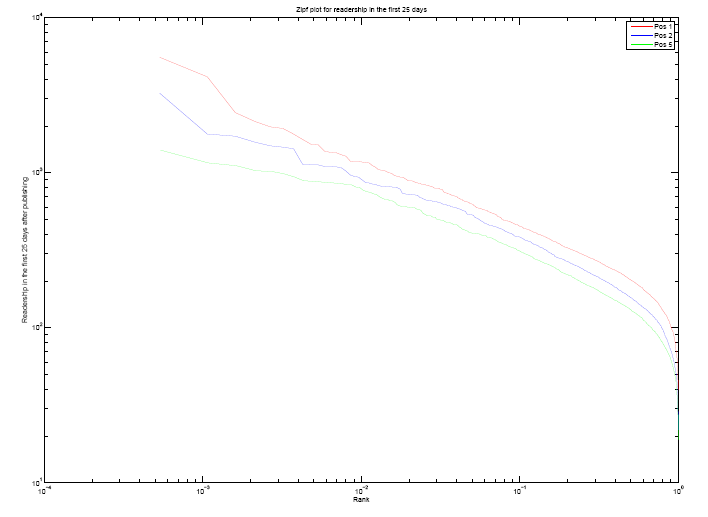 Zipf plot for readership in the first 25 days
Pos 1
Pos 2
Pos 5
Readership in the first 25 days after publishing
10^4
10^3
10^2
10^1
10^-4
10^-3
10^-2
10^-1
10^0
Rank